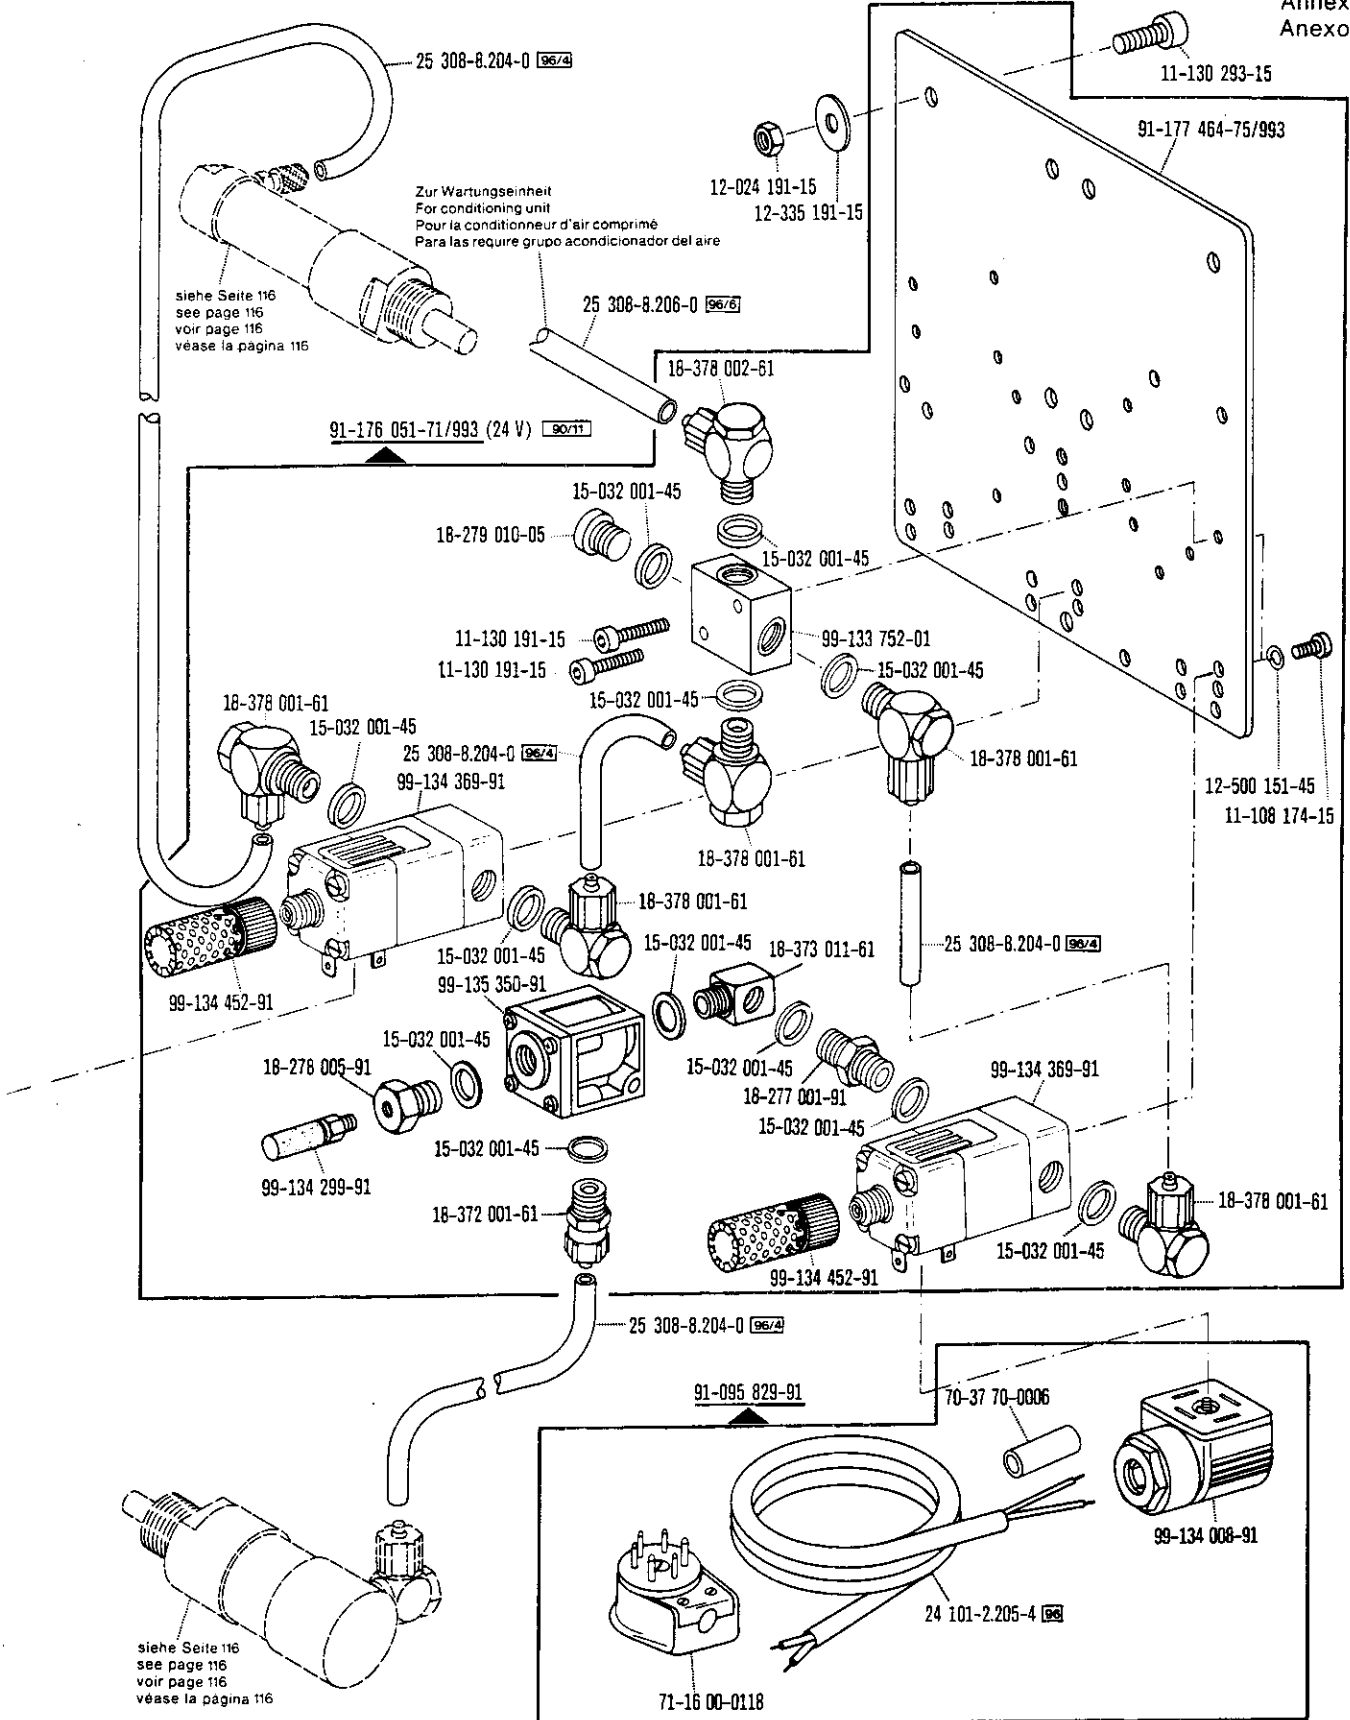 Annex
Anexo
25 308-8.204-0 96/4
11-130 293-15
91-177 464-75/993
12-024 191-15
12-335 191-15
Zur Wartungseinheit
For conditioning unit
Pour la conditionneur d'air comprimé
Para las require grupo acondicionador del aire
siehe Seite 116
see page 116
voir page 116
véase la página 116
25 308-8.206-0 96/6
18-378 002-61
91-176 051-71/993 (24 V) 90/11
15-032 001-45
18-279 010-05
15-032 001-45
11-130 191-15
99-133 752-01
11-130 191-15
15-032 001-45
15-032 001-45
18-378 001-61
15-032 001-45
25 308-8.204-0 96/4
18-378 001-61
99-134 369-91
12-500 151-45
11-108 174-15
18-378 001-61
18-378 001-61
15-032 001-45
15-032 001-45
18-373 011-61
25 308-8.204-0 96/4
99-135 350-91
99-134 452-91
15-032 001-45
18-278 005-91
15-032 001-45
99-134 369-91
18-277 001-91
15-032 001-45
15-032 001-45
99-134 299-91
18-372 001-61
18-378 001-61
15-032 001-45
99-134 452-91
25 308-8.204-0 96/4
91-095 829-91
70-37 70-0006
99-134 008-91
24 101-2.205-4 96
siehe Seite 116
see page 116
voir page 116
véase la página 116
71-16 00-0118